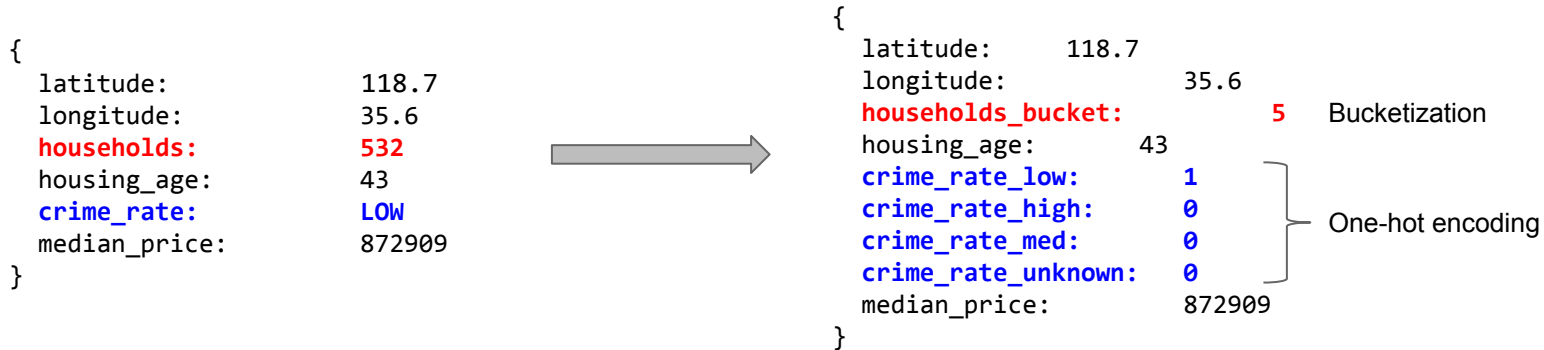 {
latitude: 118.7
longitude: 35.6
households: 532
housing_age: 43
crime_rate: LOW
median_price: 872909
}
{
latitude: 118.7
longitude: 35.6
households_bucket: 5 Bucketization
housing_age: 43
crime_rate_low: 1
crime_rate_high: 0
crime_rate_med: 0
crime_rate_unknown: 0
One-hot encoding
median_price: 872909
}